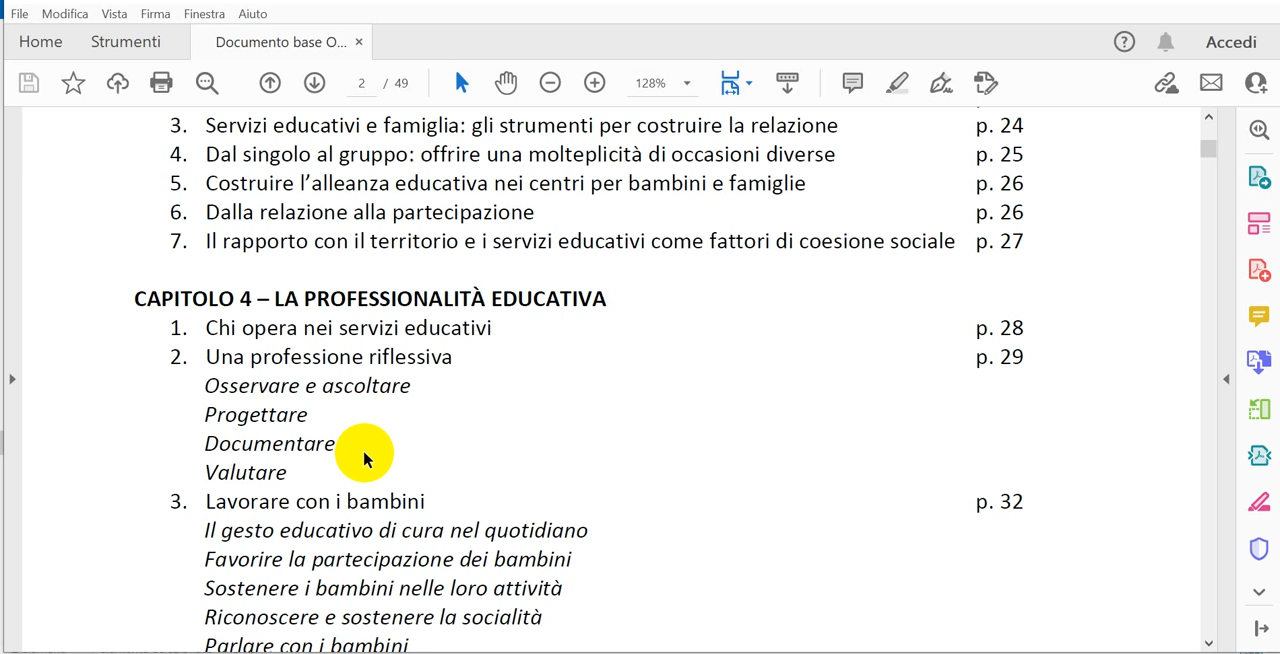 File Modifica Vista Firma Finestra Aiuto
Home Strumenti Documento base O... × ? Accedi
2 / 49 128%
3. Servizi educativi e famiglia: gli strumenti per costruire la relazione p. 24
4. Dal singolo al gruppo: offrire una molteplicità di occasioni diverse p. 25
5. Costruire l’alleanza educativa nei centri per bambini e famiglie p. 26
6. Dalla relazione alla partecipazione p. 26
7. Il rapporto con il territorio e i servizi educativi come fattori di coesione sociale p. 27
CAPITOLO 4 – LA PROFESSIONALITÀ EDUCATIVA
1. Chi opera nei servizi educativi p. 28
2. Una professione riflessiva p. 29
Osservare e ascoltare
Progettare
Documentare
Valutare
3. Lavorare con i bambini p. 32
Il gesto educativo di cura nel quotidiano
Favorire la partecipazione dei bambini
Sostenere i bambini nelle loro attività
Riconoscere e sostenere la socialità
Parlare con i bambini